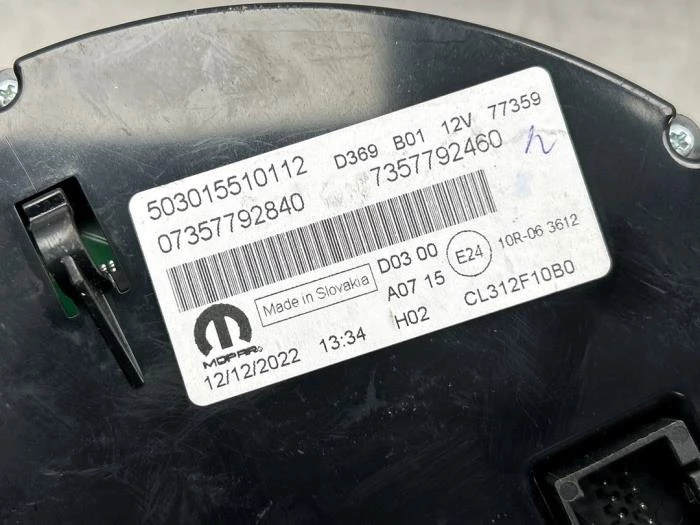 503015510112 D369 B01 12V 77359
07357792840 7357792460
Made in Slovakia D03 00 E24 10R-06 3612
A07 15
MOPAR® H02 CL312F10B0
12/12/2022 13:34